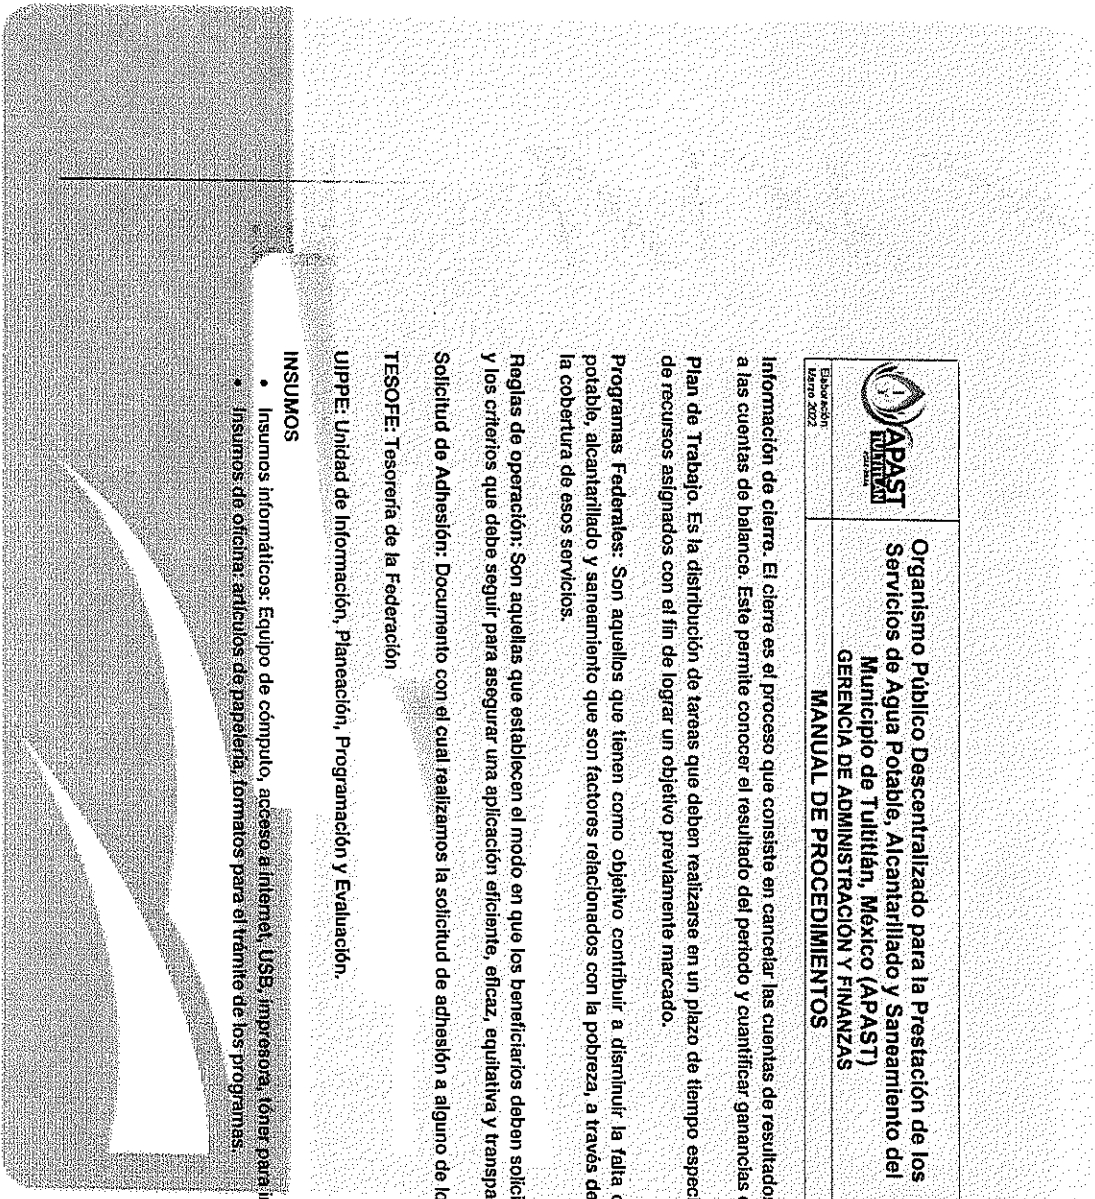 APAST
TULTITLÁN
Elaboración:
Marzo 2022
Organismo Público Descentralizado para la Prestación de los
Servicios de Agua Potable, Alcantarillado y Saneamiento del
Municipio de Tultitlán, México (APAST)
GERENCIA DE ADMINISTRACIÓN Y FINANZAS
MANUAL DE PROCEDIMIENTOS
Información de cierre. El cierre es el proceso que consiste en cancelar las cuentas de resultados
a las cuentas de balance. Este permite conocer el resultado del periodo y cuantificar ganancias
Plan de Trabajo. Es la distribución de tareas que deben realizarse en un plazo de tiempo especi
de recursos asignados con el fin de lograr un objetivo previamente marcado.
Programas Federales: Son aquellos que tienen como objetivo contribuir a disminuir la falta
potable, alcantarillado y saneamiento que son factores relacionados con la pobreza, a través de
la cobertura de esos servicios.
Reglas de operación: Son aquellas que establecen el modo en que los beneficiarios deben solici
y los criterios que debe seguir para asegurar una aplicación eficiente, eficaz, equitativa y transpa
Solicitud de Adhesión: Documento con el cual realizamos la solicitud de adhesión a alguno de lo
TESOFE: Tesorería de la Federación
UIPPE: Unidad de Información, Planeación, Programación y Evaluación.
INSUMOS
• Insumos informáticos: Equipo de cómputo, acceso a internet, USB, impresora, tóner para i
• Insumos de oficina: artículos de papelería, formatos para el trámite de los programas.